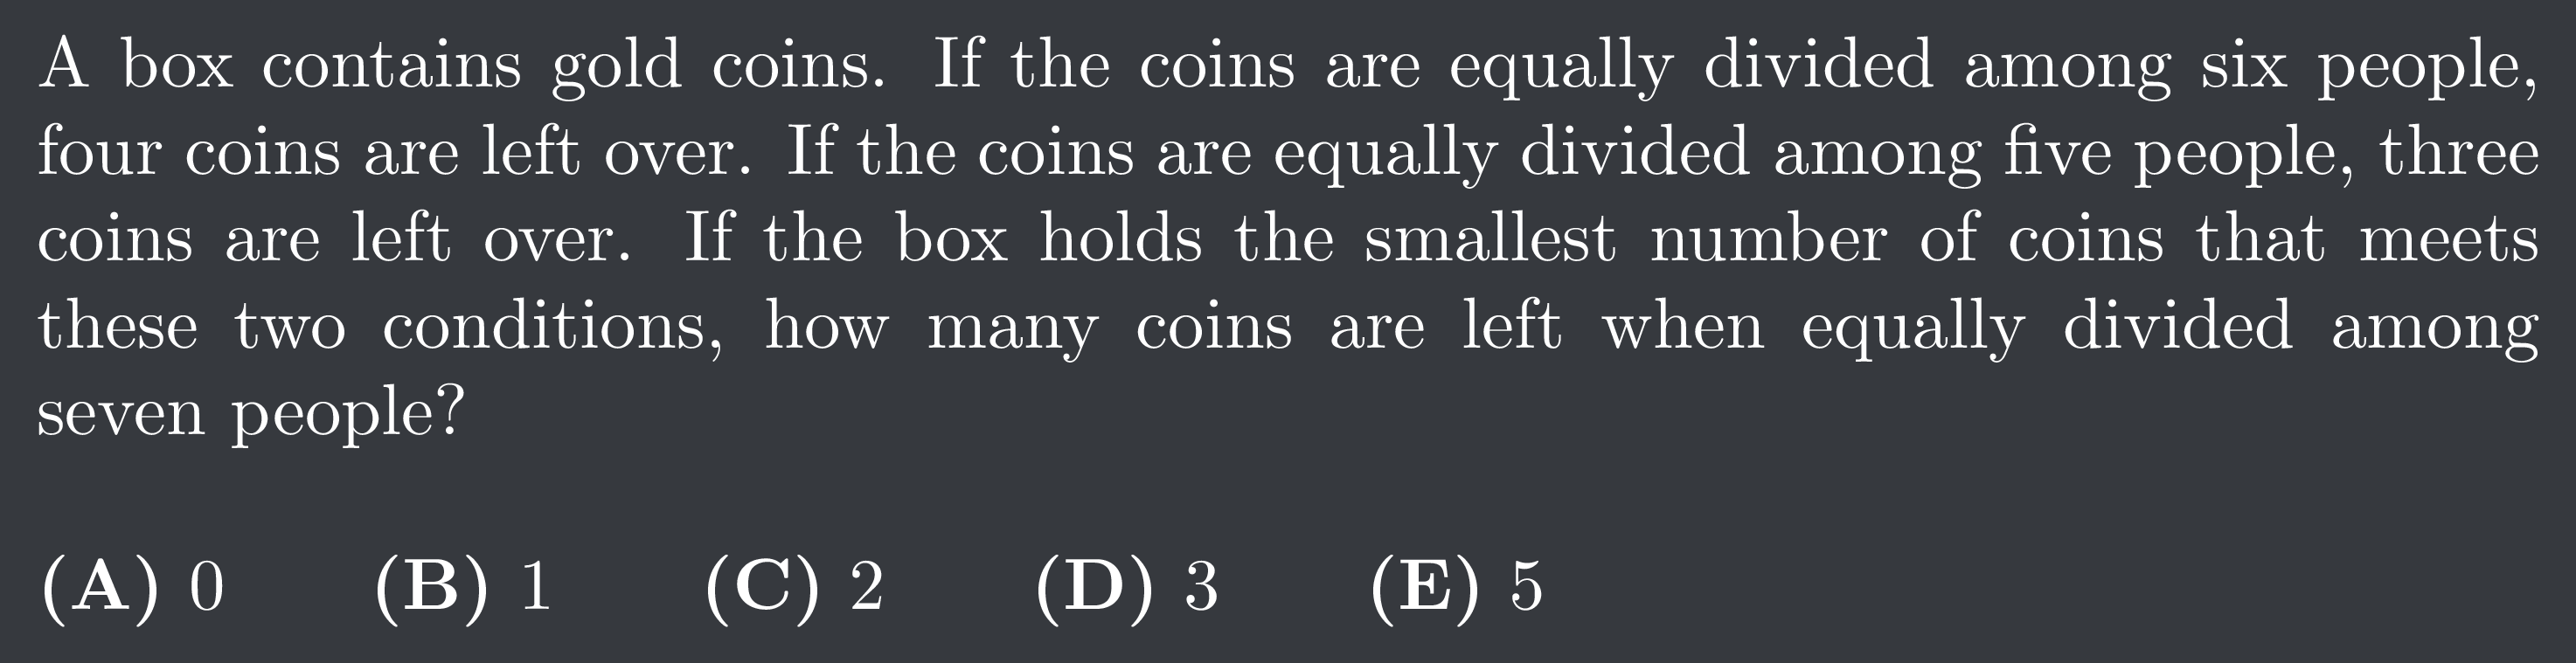 A box contains gold coins. If the coins are equally divided among six people,
four coins are left over. If the coins are equally divided among five people, three
coins are left over. If the box holds the smallest number of coins that meets
these two conditions, how many coins are left when equally divided among
seven people?
(A) 0 (B) 1 (C) 2 (D) 3 (E) 5